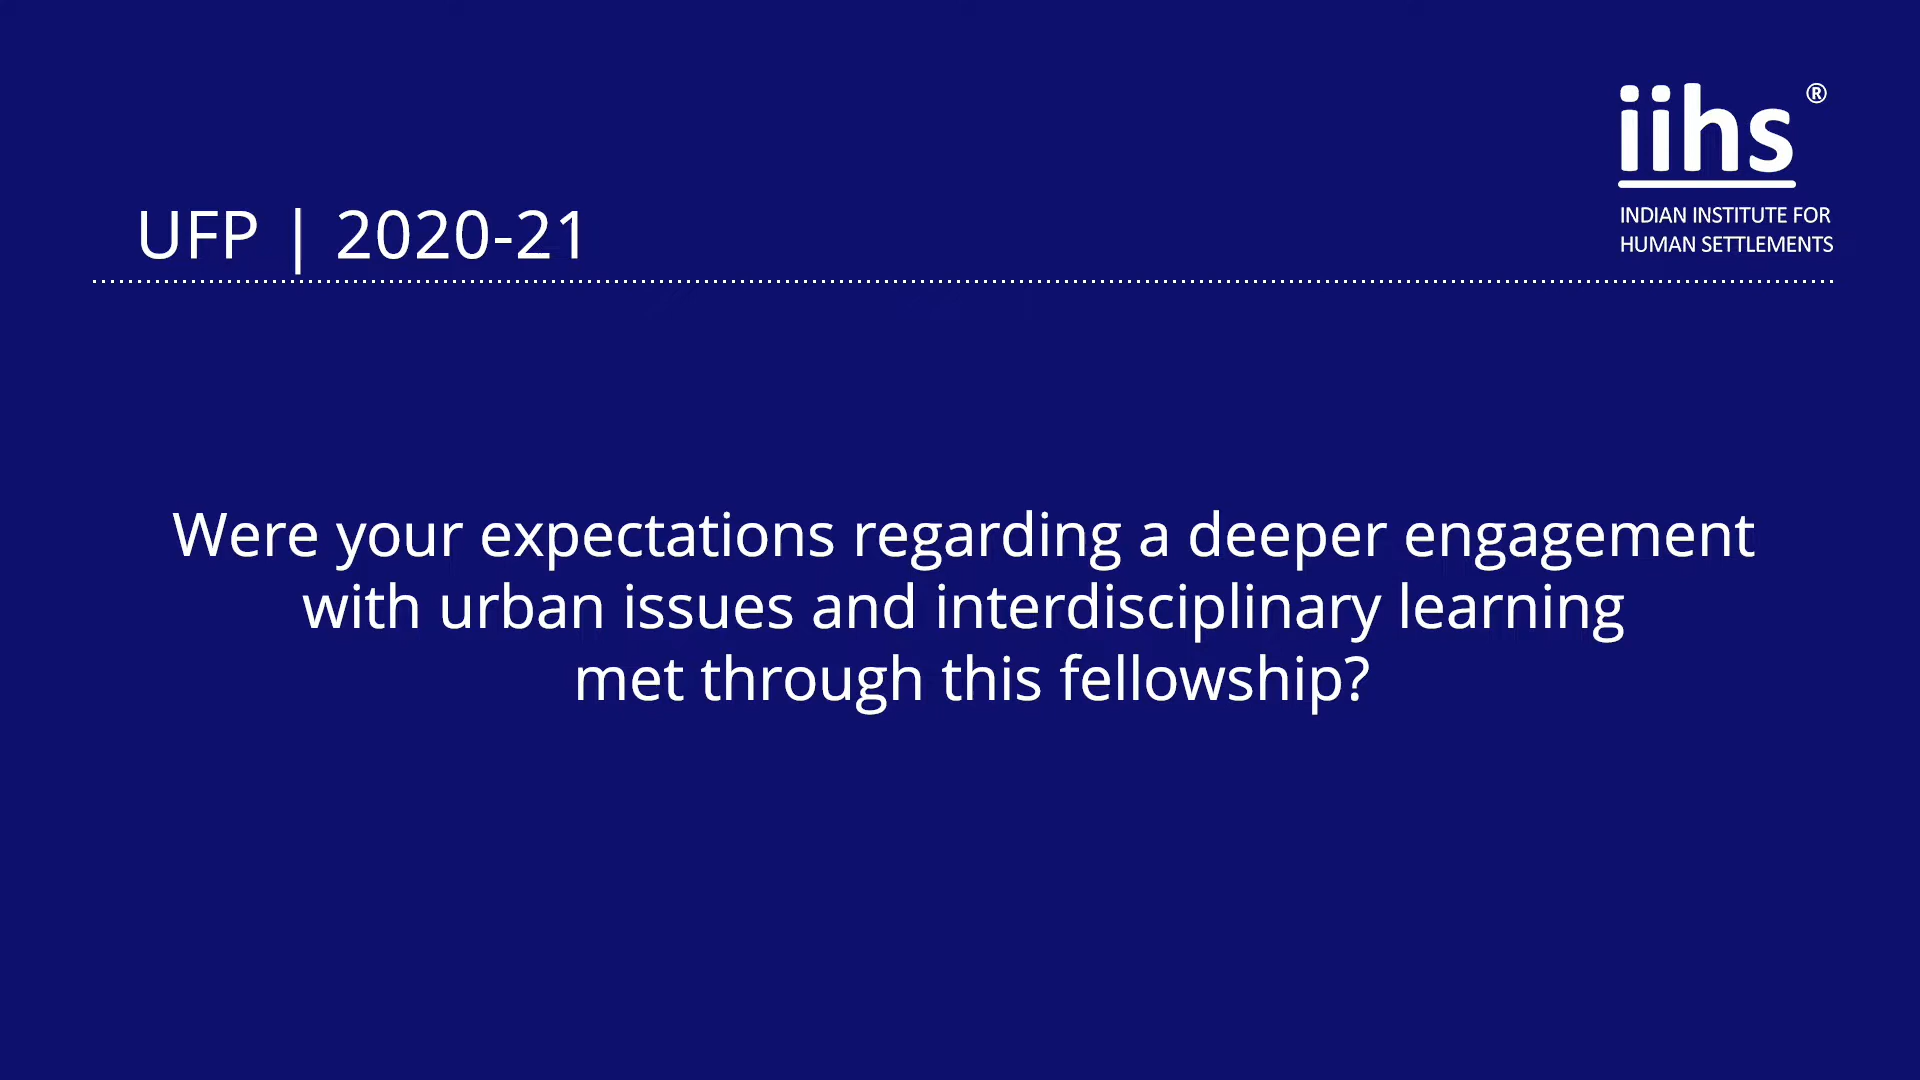 iihs®
INDIAN INSTITUTE FOR
HUMAN SETTLEMENTS
UFP | 2020-21
Were your expectations regarding a deeper engagement
with urban issues and interdisciplinary learning
met through this fellowship?